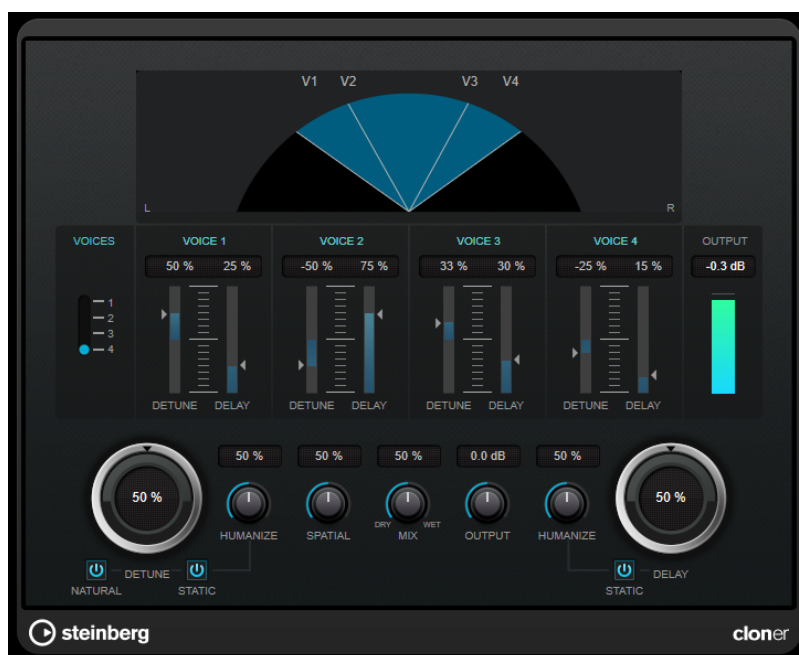 V1 V2 V3 V4
L R
VOICES VOICE 1 VOICE 2 VOICE 3 VOICE 4 OUTPUT
50 % 25 % -50 % 75 % 33 % 30 % -25 % 15 % -0.3 dB
1
2
3
4
DETUNE DELAY DETUNE DELAY DETUNE DELAY DETUNE DELAY
50 % 50 % 50 % 0.0 dB 50 %
50 % 50 %
DRY WET
HUMANIZE SPATIAL MIX OUTPUT HUMANIZE
DETUNE DELAY
NATURAL STATIC STATIC
steinberg cloner